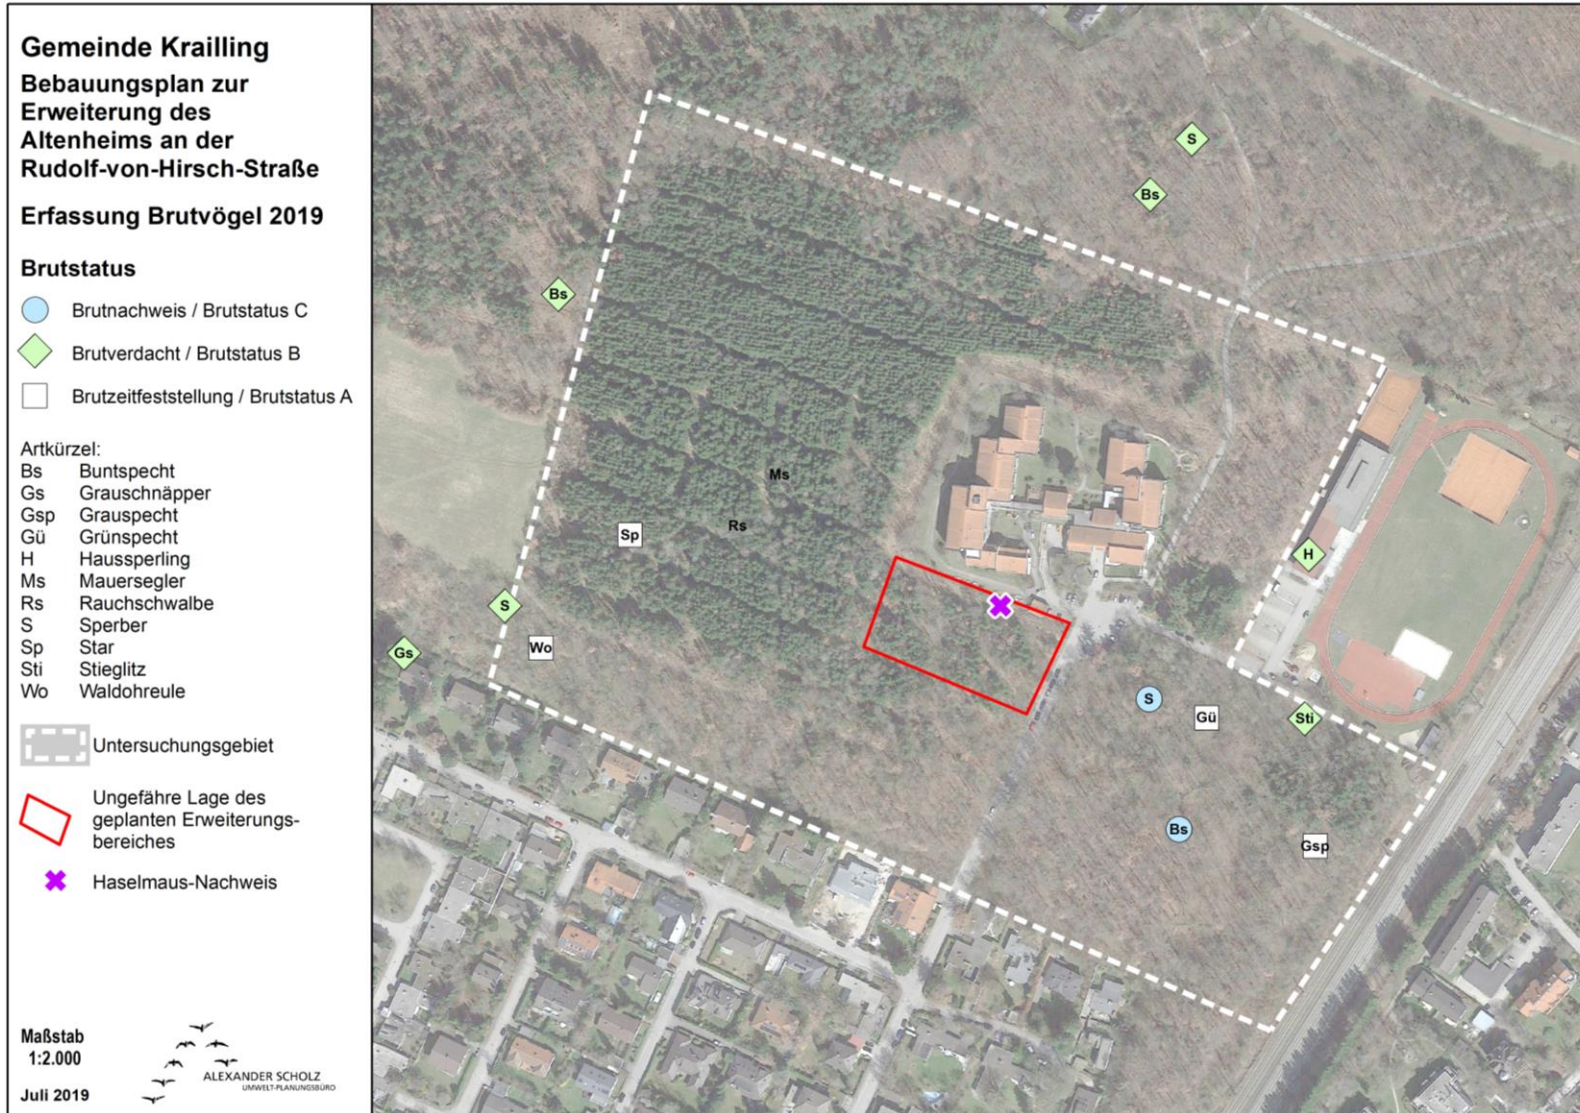 Gemeinde Krailling
Bebauungsplan zur
Erweiterung des
Altenheims an der
Rudolf-von-Hirsch-Straße
Erfassung Brutvögel 2019
Brutstatus
Brutnachweis / Brutstatus C
Brutverdacht / Brutstatus B
Brutzeitfeststellung / Brutstatus A
Artkürzel:
Bs Buntspecht
Gs Grauschnäpper
Gsp Grauspecht
Gü Grünspecht
H Haussperling
Ms Mauersegler
Rs Rauchschwalbe
S Sperber
Sp Star
Sti Stieglitz
Wo Waldohreule
Untersuchungsgebiet
Ungefähre Lage des
geplanten Erweiterungs-
bereiches
Haselmaus-Nachweis
Maßstab
1:2.000
Juli 2019
ALEXANDER SCHOLZ
UMWELT-PLANUNGSBÜRO
S
Bs
Bs
Ms
Rs
Sp
H
S
Wo
Gs
S
Gü
Sti
Bs
Gsp